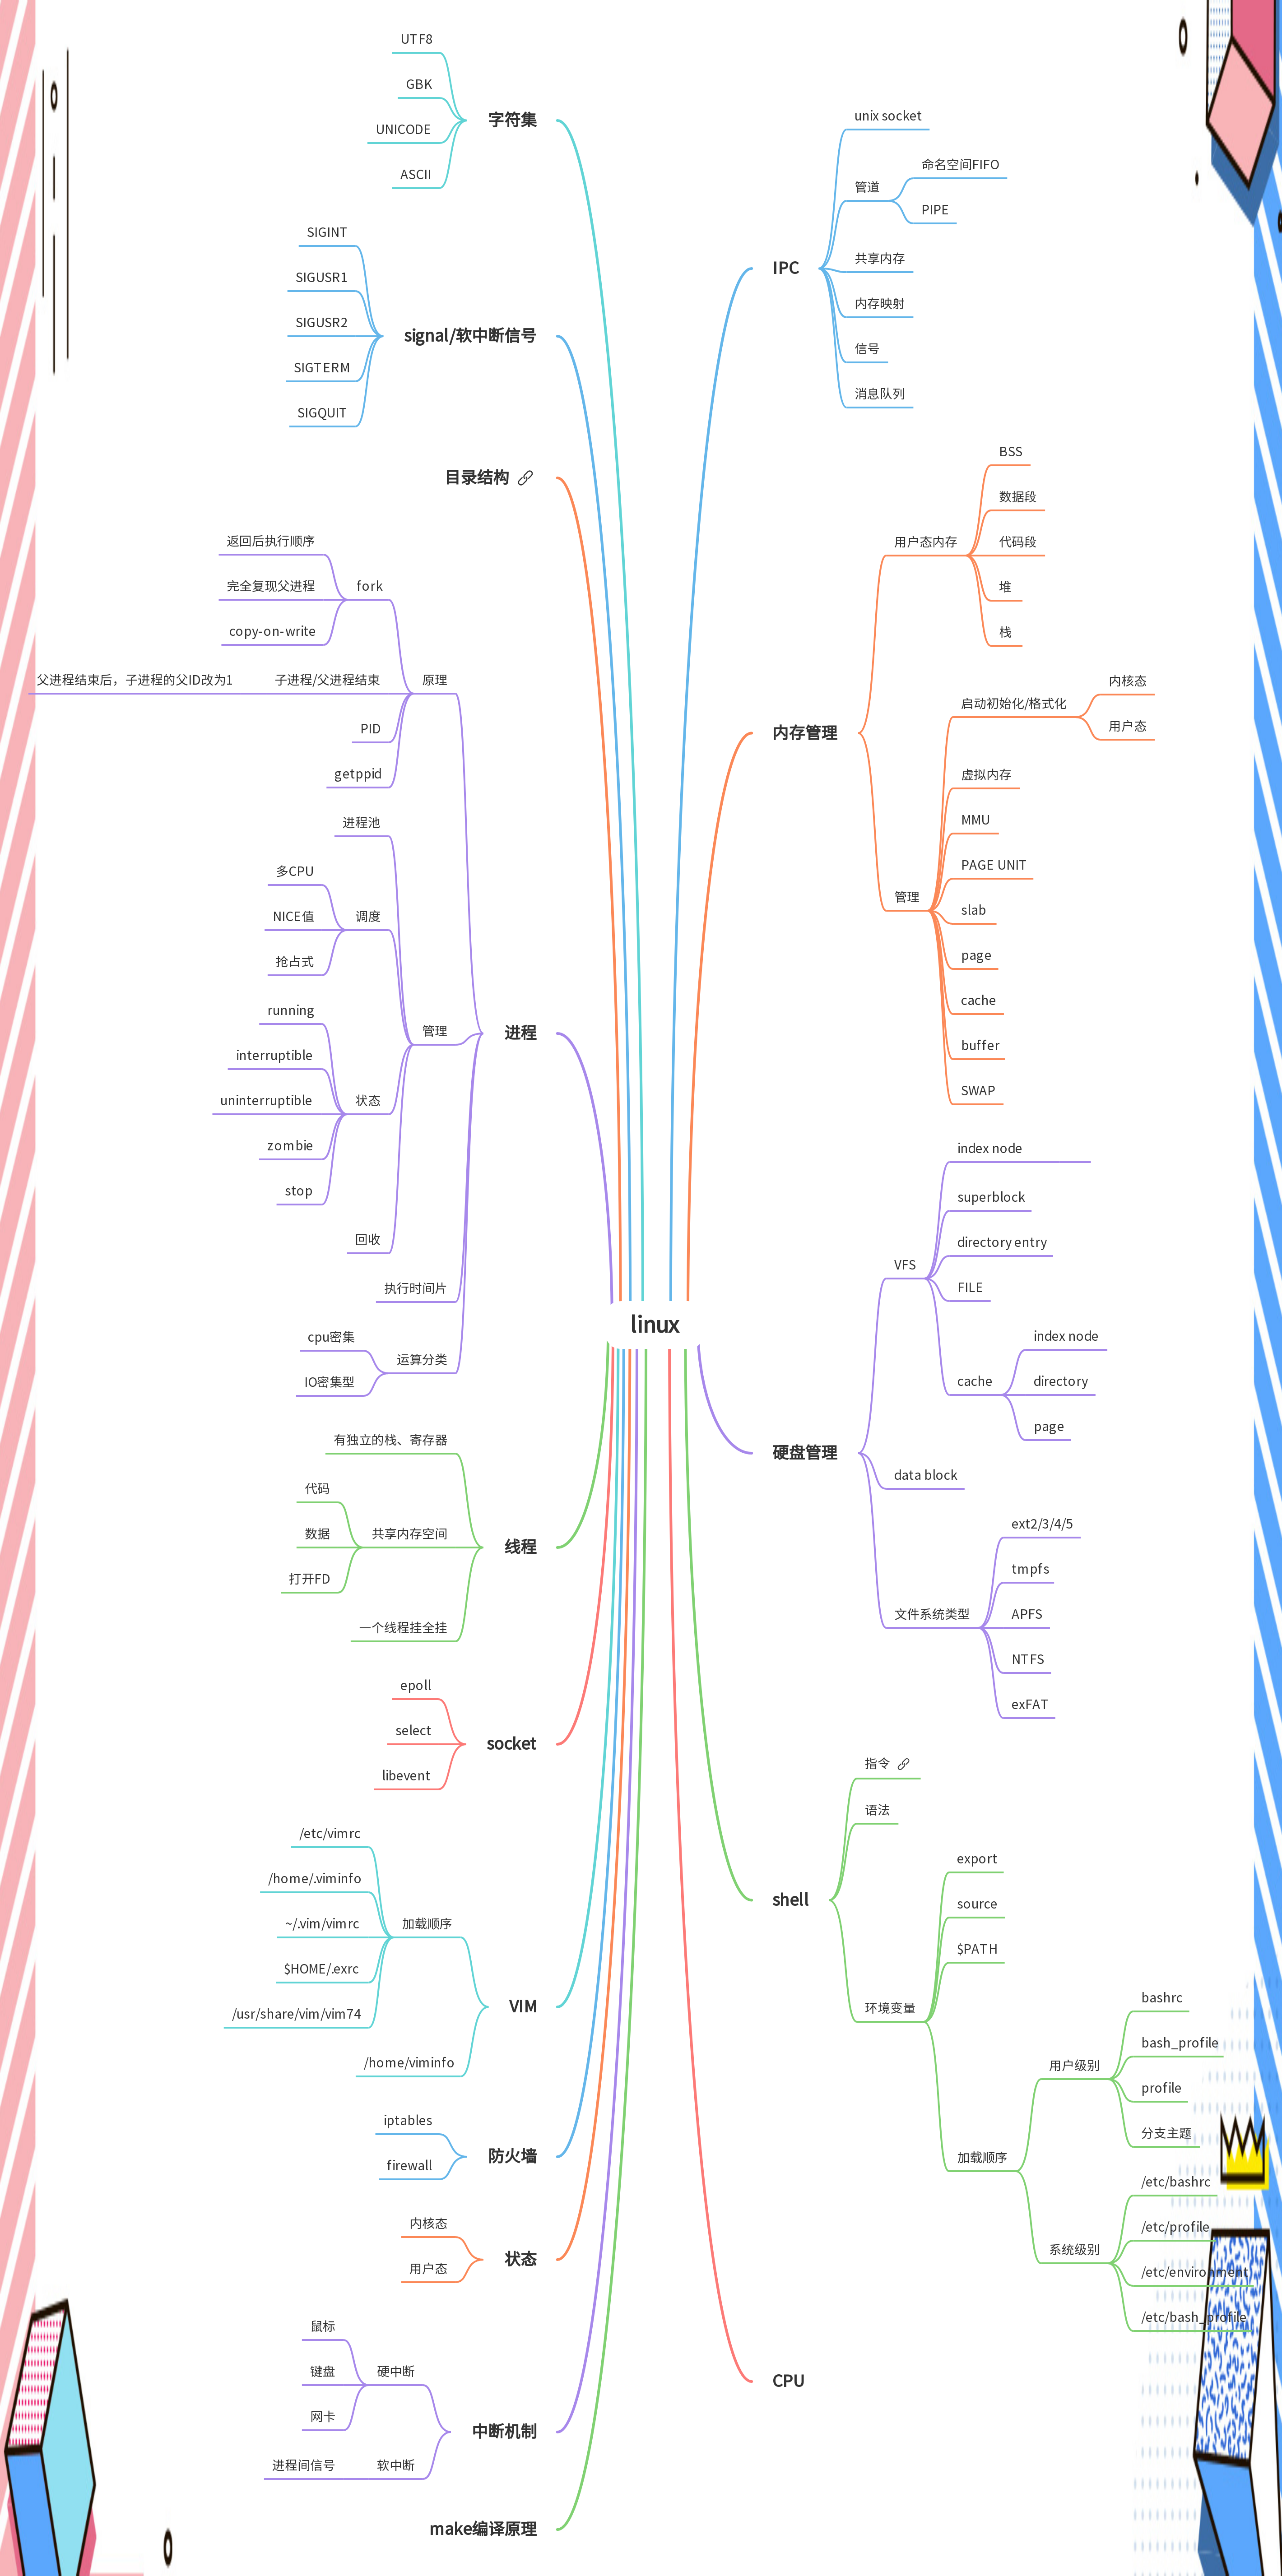 linux
字符集
UTF8
GBK
UNICODE
ASCII
signal/软中断信号
SIGINT
SIGUSR1
SIGUSR2
SIGTERM
SIGQUIT
目录结构
进程
原理
fork
返回后执行顺序
完全复现父进程
copy-on-write
子进程/父进程结束
父进程结束后，子进程的父ID改为1
PID
getppid
管理
进程池
调度
多CPU
NICE值
抢占式
状态
running
interruptible
uninterruptible
zombie
stop
回收
执行时间片
运算分类
cpu密集
IO密集型
线程
有独立的栈、寄存器
共享内存空间
代码
数据
打开FD
一个线程挂全挂
socket
epoll
select
libevent
VIM
加载顺序
/etc/vimrc
/home/.viminfo
~/.vim/vimrc
$HOME/.exrc
/usr/share/vim/vim74
/home/viminfo
防火墙
iptables
firewall
状态
内核态
用户态
中断机制
硬中断
鼠标
键盘
网卡
软中断
进程间信号
make编译原理
IPC
unix socket
管道
命名空间FIFO
PIPE
共享内存
内存映射
信号
消息队列
内存管理
用户态内存
BSS
数据段
代码段
堆
栈
管理
启动初始化/格式化
内核态
用户态
虚拟内存
MMU
PAGE UNIT
slab
page
cache
buffer
SWAP
硬盘管理
VFS
index node
superblock
directory entry
FILE
cache
index node
directory
page
data block
文件系统类型
ext2/3/4/5
tmpfs
APFS
NTFS
exFAT
shell
指令
语法
环境变量
export
source
$PATH
加载顺序
用户级别
bashrc
bash_profile
profile
分支主题
系统级别
/etc/bashrc
/etc/profile
/etc/environment
/etc/bash_profile
CPU